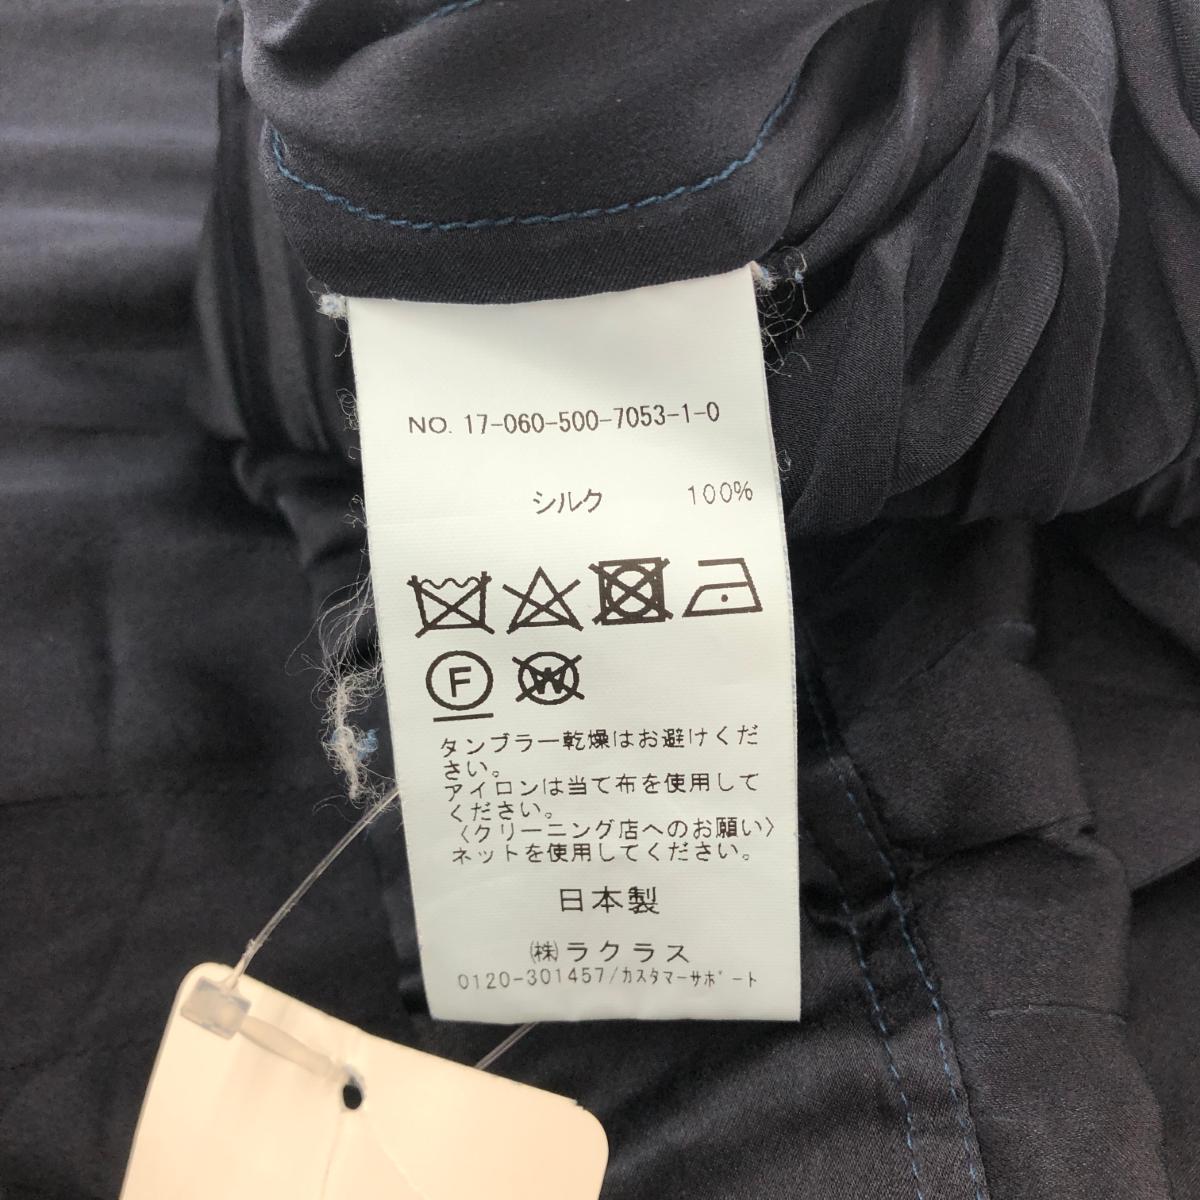 NO. 17-060-500-7053-1-0
シルク 100%
F W
タンブラー乾燥はお避けくだ
さい。
アイロンは当て布を使用して
ください。
〈クリーニング店へのお願い〉
ネットを使用してください。
日本製
㈱ラクラス
0120-301457/ｶｽﾀﾏｰｻﾎﾟｰﾄ